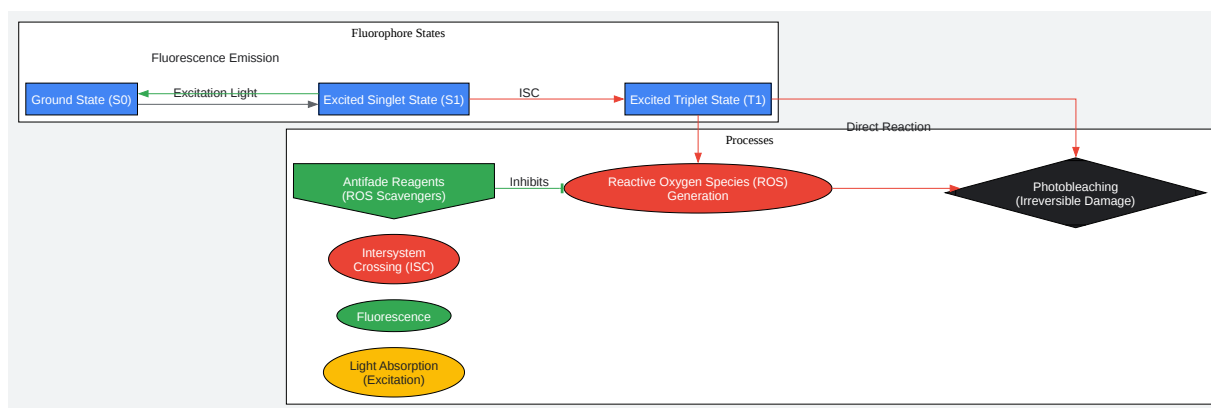 Fluorophore States
Fluorescence Emission
Ground State (S0)
Excitation Light
Excited Singlet State (S1)
ISC
Excited Triplet State (T1)
Direct Reaction
Processes
Antifade Reagents
(ROS Scavengers)
Inhibits
Reactive Oxygen Species (ROS)
Generation
Photobleaching
(Irreversible Damage)
Intersystem
Crossing (ISC)
Fluorescence
Light Absorption
(Excitation)